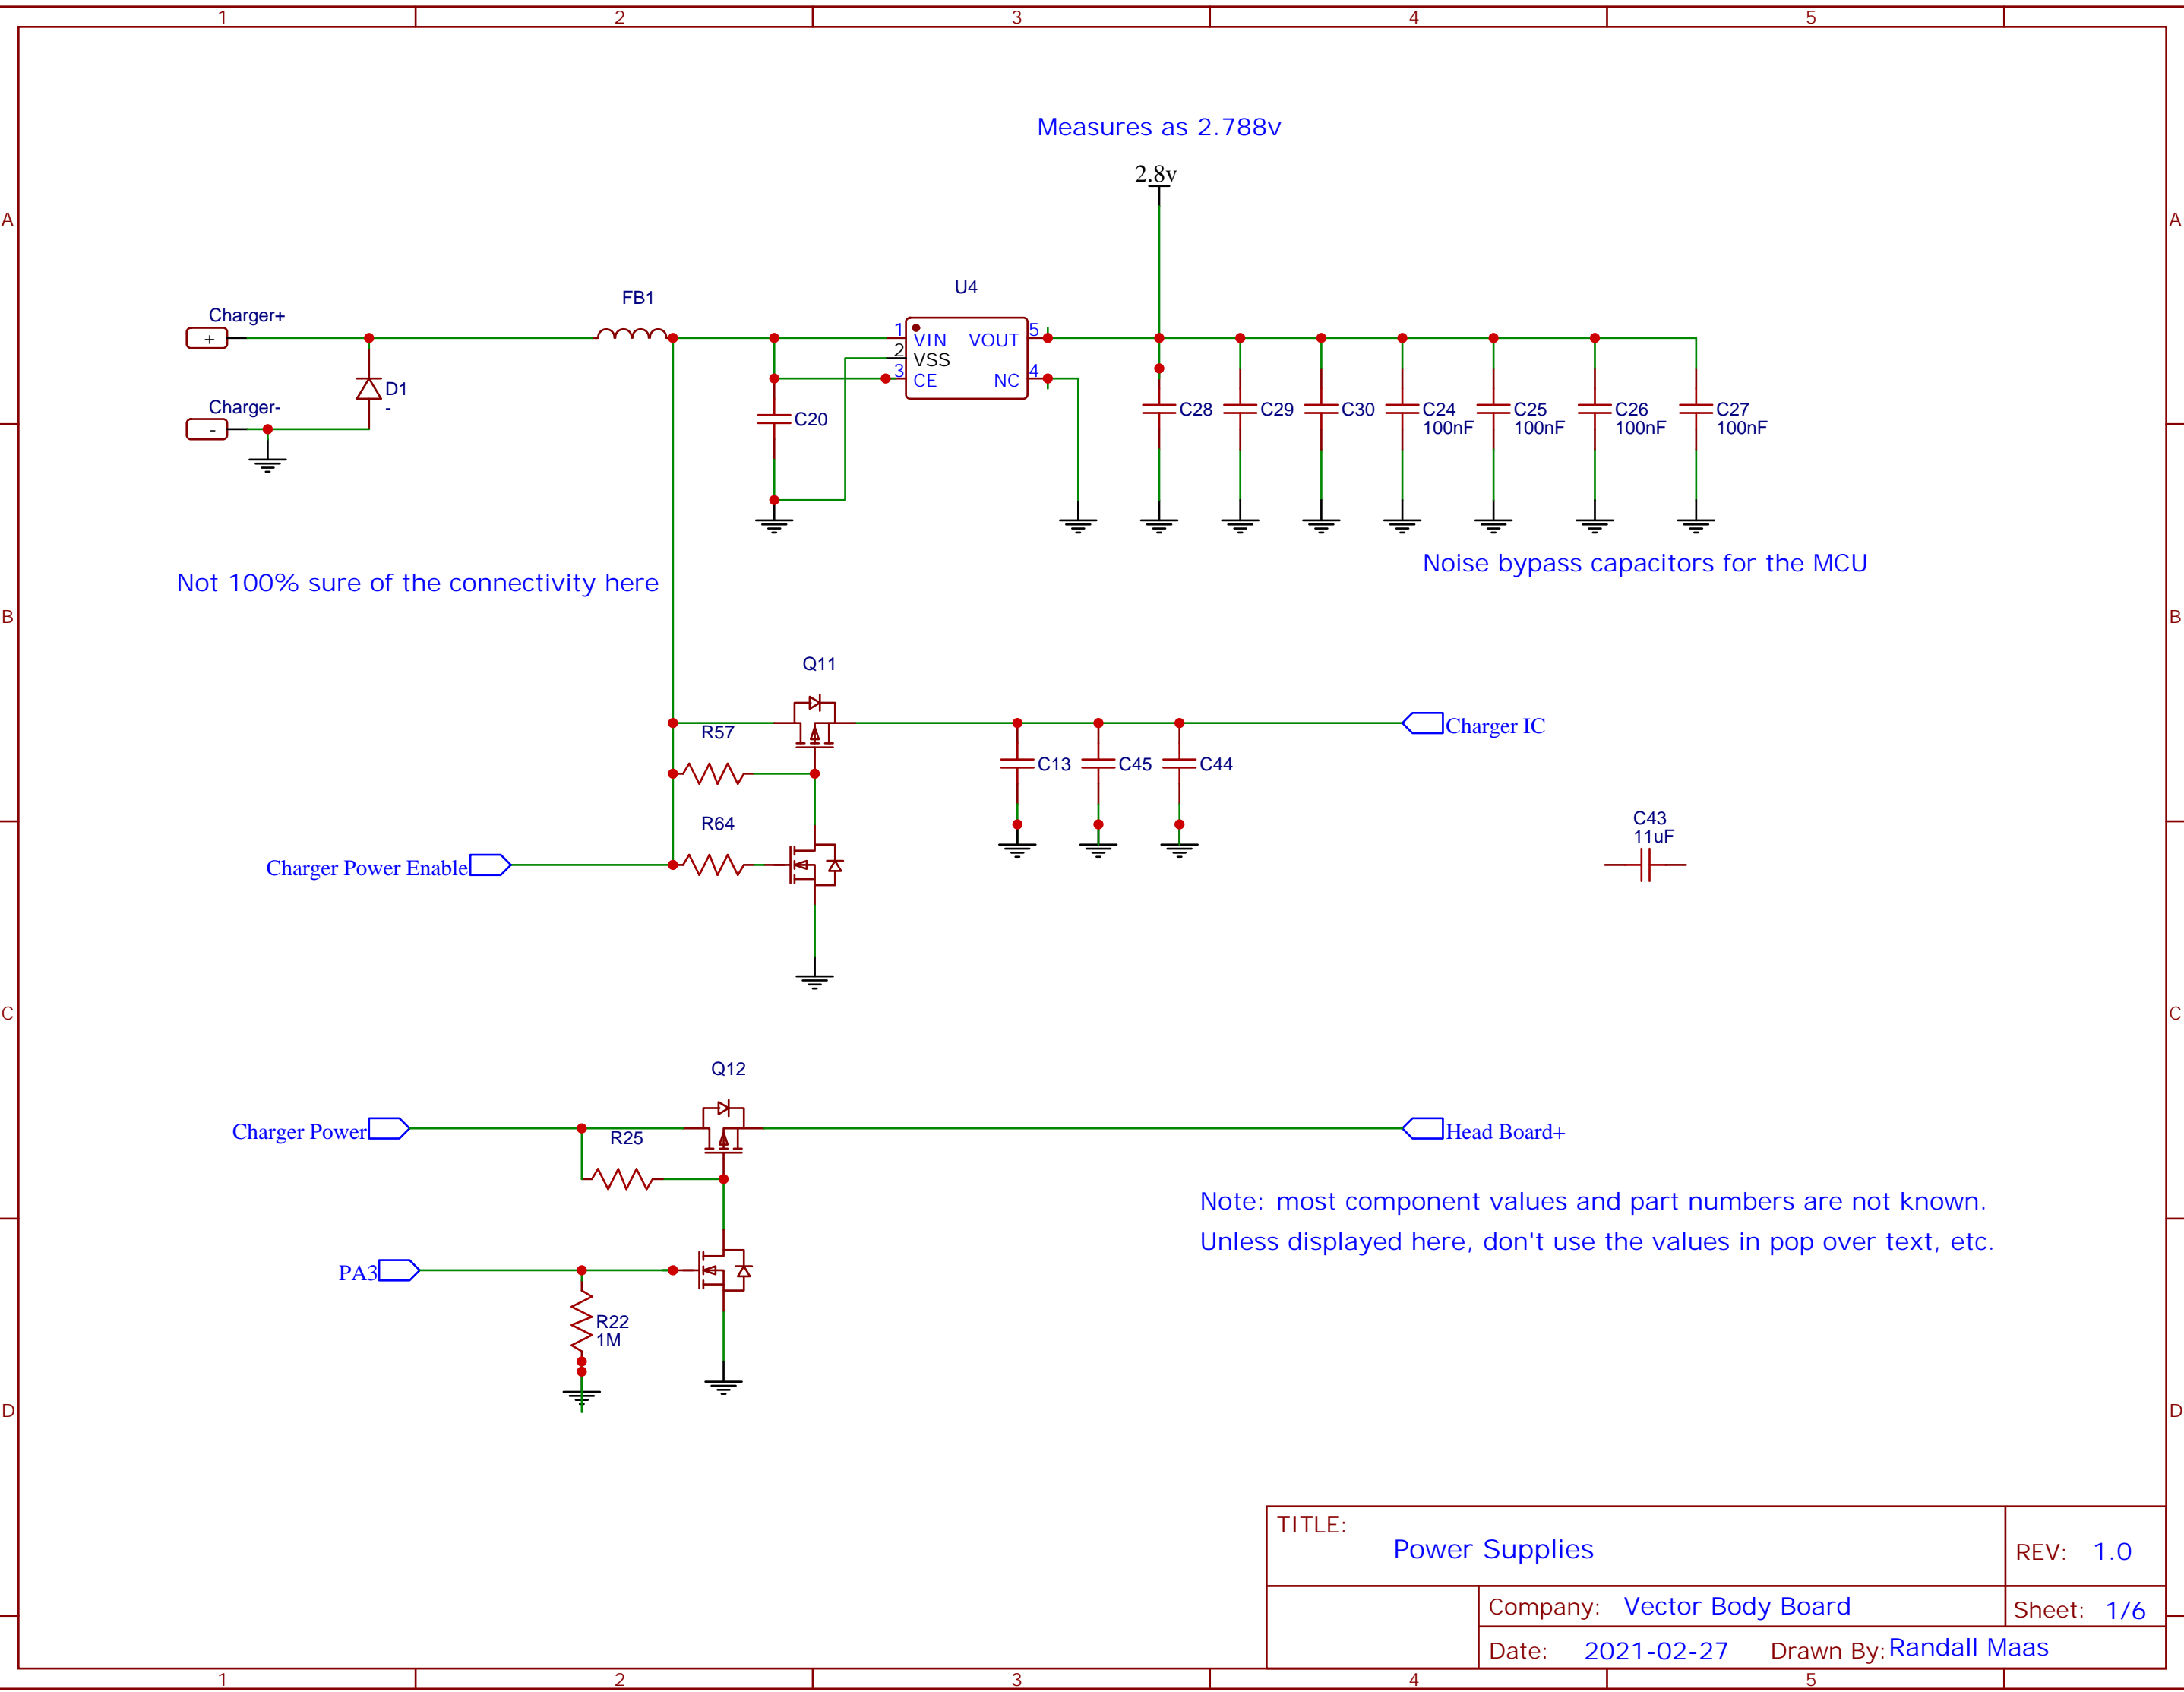 1 2 3 4 5
Measures as 2.788v
2.8v
A A
U4
FB1
Charger+
+
1 VIN VOUT 5
2 VSS
3 CE NC 4
D1
-
Charger-
-
C20
C28 C29 C30 C24 C25 C26 C27
100nF 100nF 100nF 100nF
Noise bypass capacitors for the MCU
Not 100% sure of the connectivity here
B B
Q11
R57
Charger IC
C13 C45 C44
R64
C43
11uF
Charger Power Enable
C C
Q12
Charger Power
R25
Head Board+
Note: most component values and part numbers are not known.
Unless displayed here, don't use the values in pop over text, etc.
PA3
R22
1M
D D
TITLE:
Power Supplies
REV: 1.0
Company: Vector Body Board
Sheet: 1/6
Date: 2021-02-27 Drawn By: Randall Maas
1 2 3 4 5